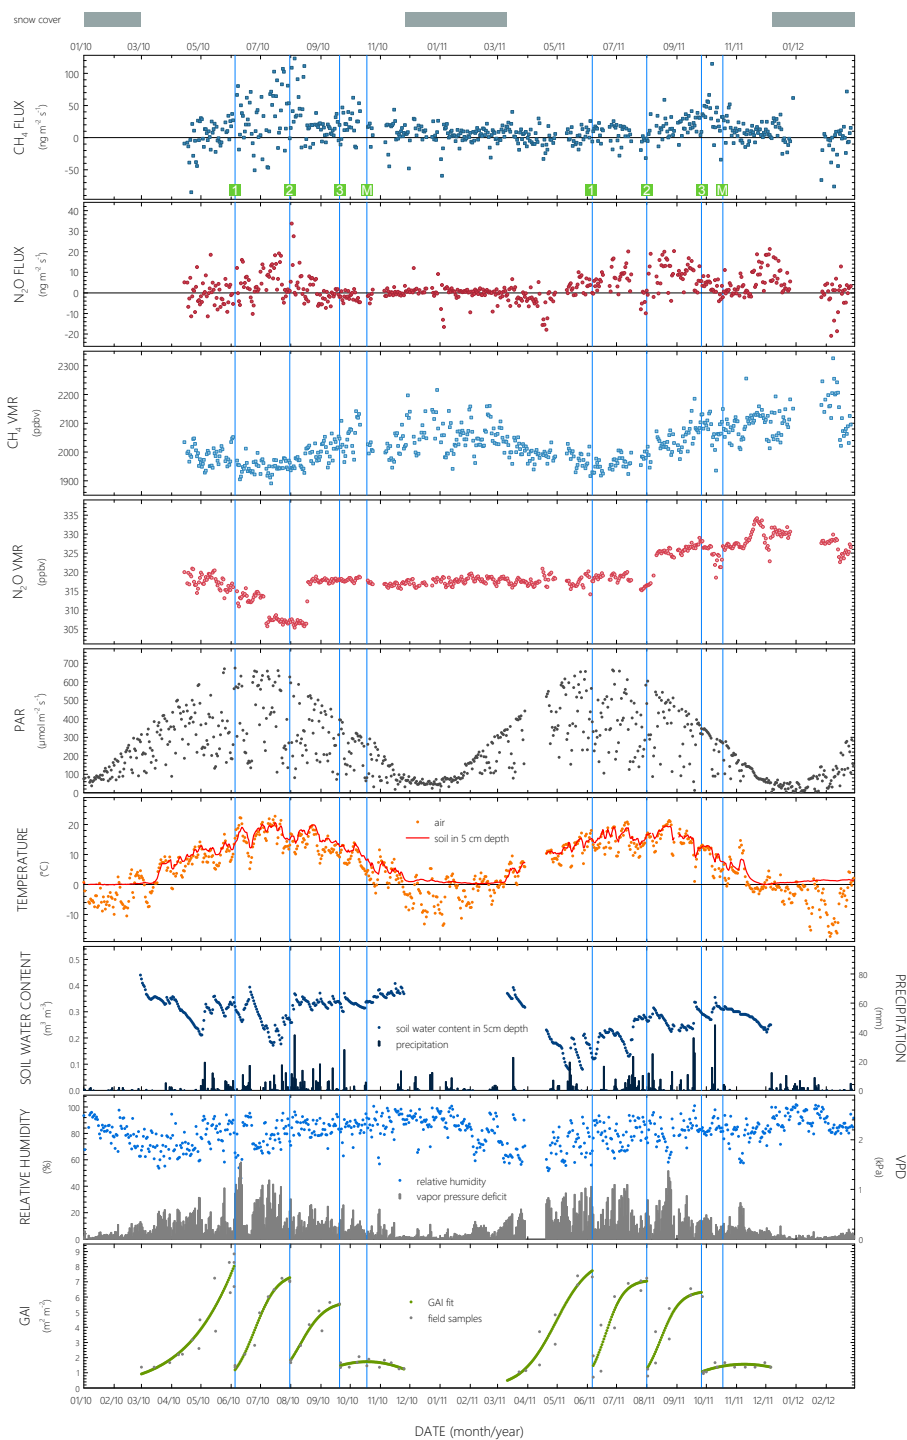 snow cover
01/10 03/10 05/10 07/10 09/10 11/10 01/11 03/11 05/11 07/11 09/11 11/11 01/12
CH₄ FLUX
(ng m⁻² s⁻¹)
100
50
0
-50
1 2 3 M 1 2 3 M
N₂O FLUX
(ng m⁻² s⁻¹)
40
30
20
10
0
-10
-20
CH₄ VMR
(ppbv)
2300
2200
2100
2000
1900
N₂O VMR
(ppbv)
335
330
325
320
315
310
305
PAR
(µmol m⁻² s⁻¹)
700
600
500
400
300
200
100
0
TEMPERATURE
(°C)
20
10
0
-10
air
soil in 5 cm depth
SOIL WATER CONTENT
(m³ m⁻³)
0.5
0.4
0.3
0.2
0.1
0.0
soil water content in 5cm depth
precipitation
80
60
40
20
0
PRECIPITATION
(mm)
RELATIVE HUMIDITY
(%)
100
80
60
40
20
0
relative humidity
vapor pressure deficit
2
1
0
VPD
(kPa)
GAI
(m² m⁻²)
9
8
7
6
5
4
3
2
1
0
GAI fit
field samples
01/10 02/10 03/10 04/10 05/10 06/10 07/10 08/10 09/10 10/10 11/10 12/10 01/11 02/11 03/11 04/11 05/11 06/11 07/11 08/11 09/11 10/11 11/11 12/11 01/12 02/12
DATE (month/year)